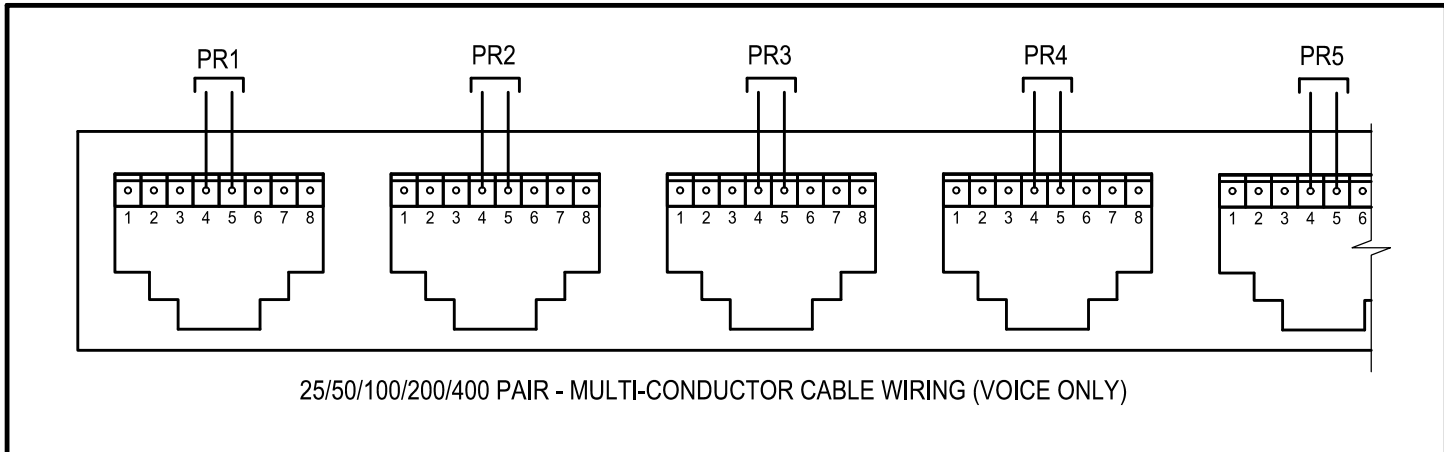 PR1 PR2 PR3 PR4 PR5
1 2 3 4 5 6 7 8 1 2 3 4 5 6 7 8 1 2 3 4 5 6 7 8 1 2 3 4 5 6 7 8 1 2 3 4 5 6
25/50/100/200/400 PAIR - MULTI-CONDUCTOR CABLE WIRING (VOICE ONLY)